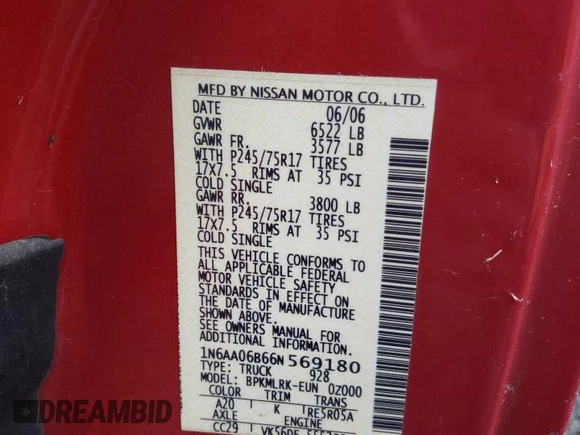 MFD BY NISSAN MOTOR CO., LTD.
DATE 06/06
GVWR 6522 LB
GAWR FR. 3577 LB
WITH P245/75R17 TIRES
17X7.5 RIMS AT 35 PSI
COLD SINGLE
GAWR RR. 3800 LB
WITH P245/75R17 TIRES
17X7.5 RIMS AT 35 PSI
COLD SINGLE
THIS VEHICLE CONFORMS TO
ALL APPLICABLE FEDERAL
MOTOR VEHICLE SAFETY
STANDARDS IN EFFECT ON
THE DATE OF MANUFACTURE
SHOWN ABOVE.
SEE OWNERS MANUAL FOR
ADDITIONAL INFORMATION.
1N6AA06B66N569180
TYPE: TRUCK 928
MODEL: BPKMLRK-EUN 0Z000
COLOR TRIM TRANS
A20 K RE5R05A
AXLE ENGINE
CC29 VK56DE
DREAMBID
dreambid.com